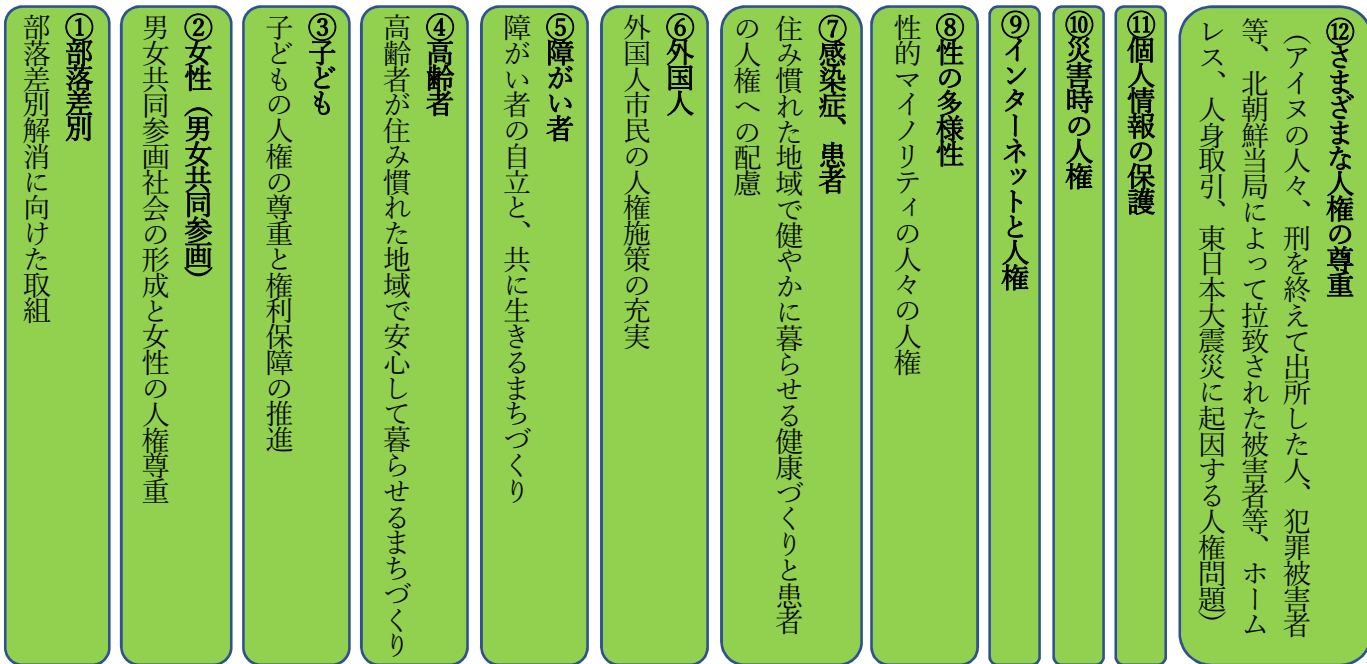 ①部落差別
部落差別解消に向けた取組
②女性（男女共同参画）
男女共同参画社会の形成と女性の人権尊重
③子ども
子どもの人権の尊重と権利保障の推進
④高齢者
高齢者が住み慣れた地域で安心して暮らせるまちづくり
⑤障がい者
障がい者の自立と、共に生きるまちづくり
⑥外国人
外国人市民の人権施策の充実
⑦感染症、患者
住み慣れた地域で健やかに暮らせる健康づくりと患者
の人権への配慮
⑧性の多様性
性的マイノリティの人々の人権
⑨インターネットと人権
⑩災害時の人権
⑪個人情報の保護
⑫さまざまな人権の尊重
（アイヌの人々、刑を終えて出所した人、犯罪被害者
等、北朝鮮当局によって拉致された被害者等、ホーム
レス、人身取引、東日本大震災に起因する人権問題）